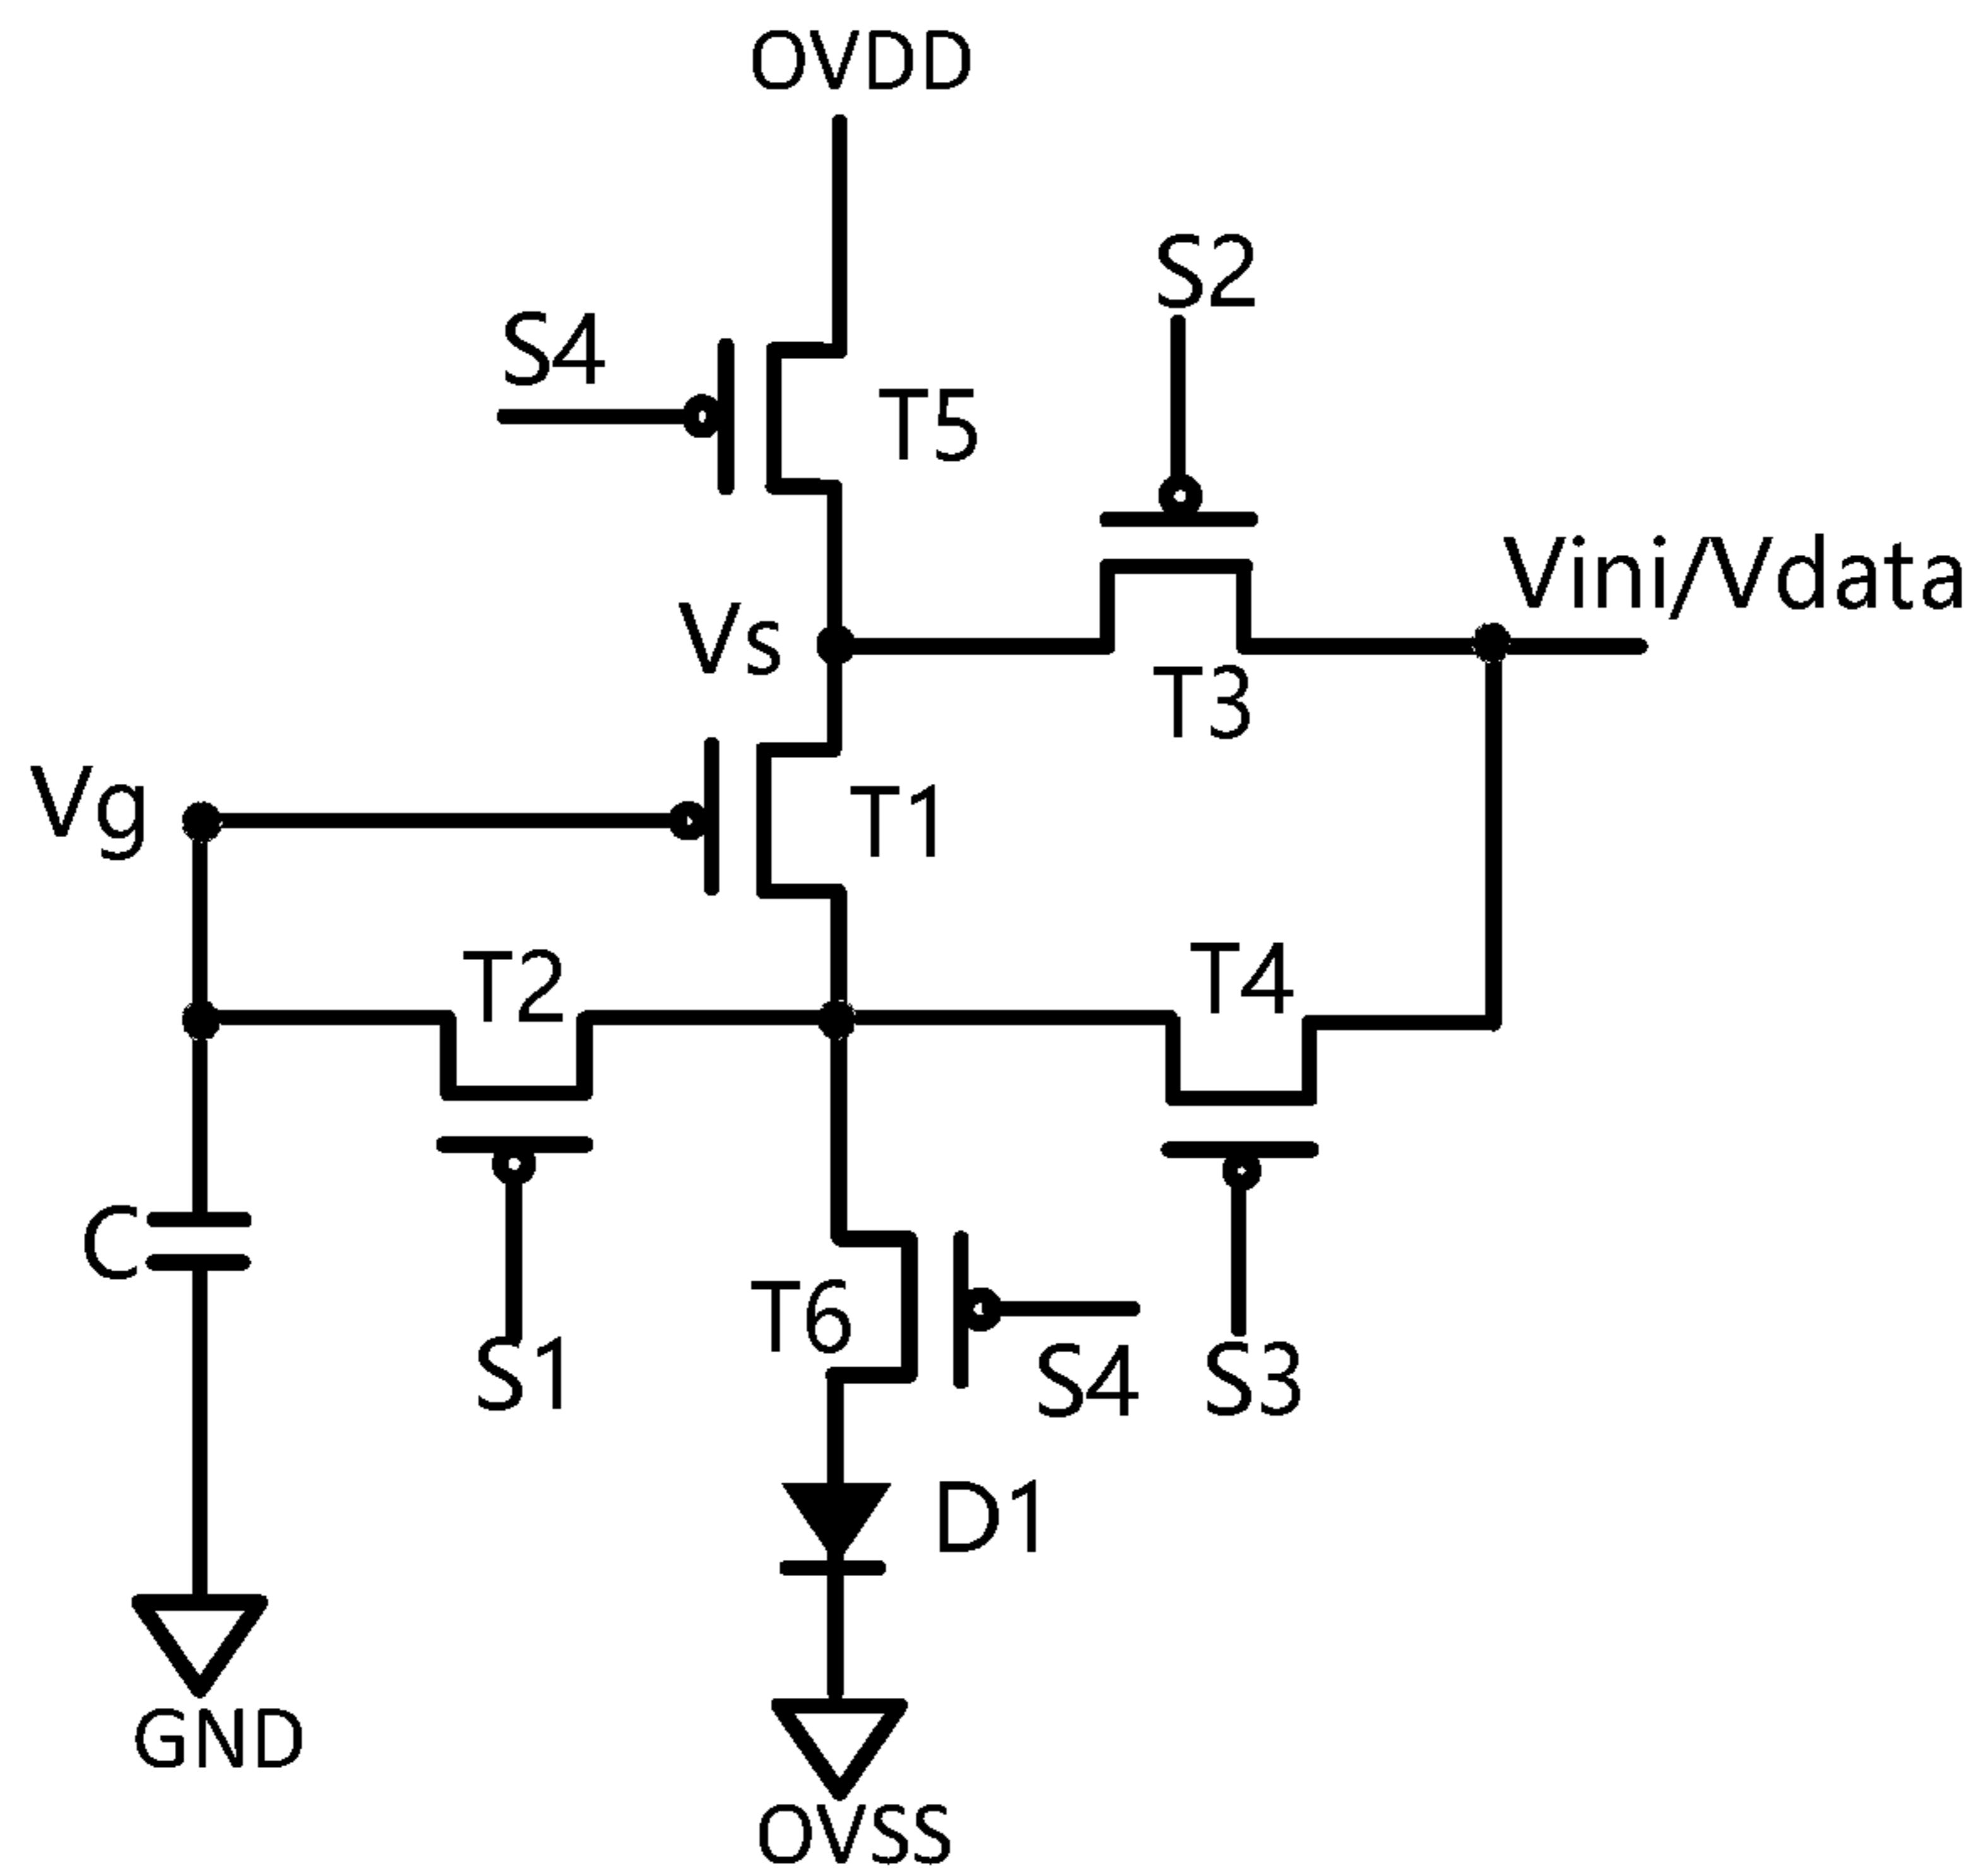 OVDD
S2
S4
T5
Vini/Vdata
Vs
T3
Vg
T1
T2
T4
C
T6
S1
S4
S3
D1
GND
OVSS